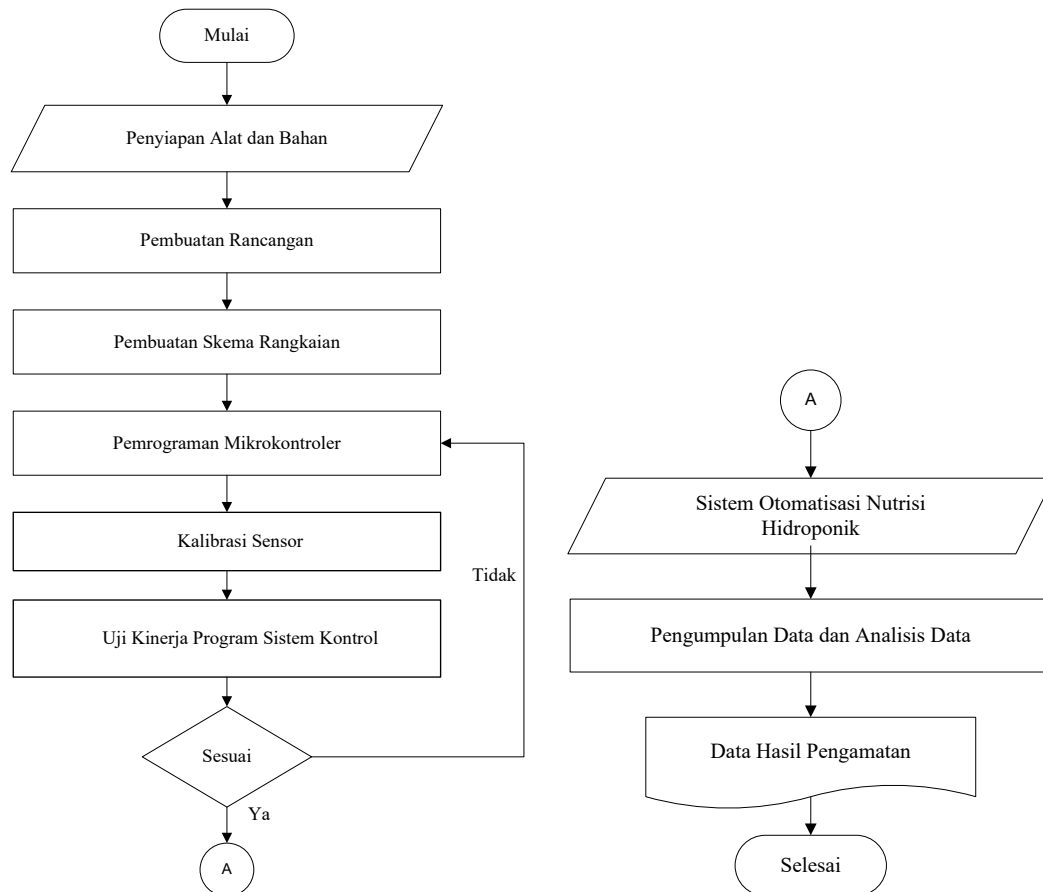 Mulai
Penyiapan Alat dan Bahan
Pembuatan Rancangan
Pembuatan Skema Rangkaian
Pemrograman Mikrokontroler
Kalibrasi Sensor
Tidak
Uji Kinerja Program Sistem Kontrol
Sesuai
Ya
A
A
Sistem Otomatisasi Nutrisi
Hidroponik
Pengumpulan Data dan Analisis Data
Data Hasil Pengamatan
Selesai